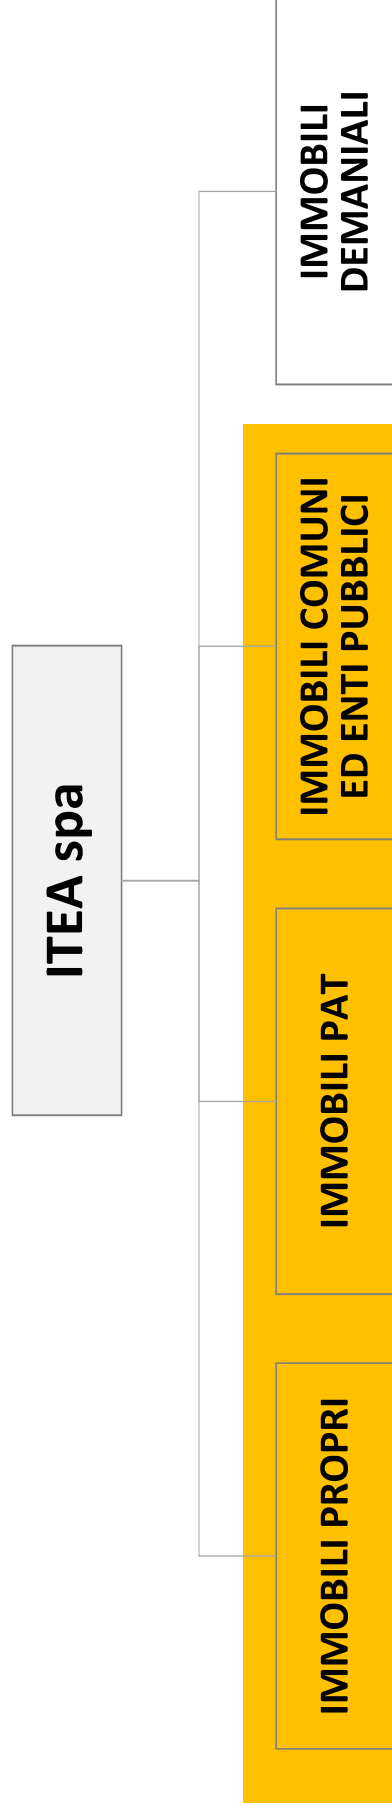 ITEA spa
IMMOBILI PROPRI
IMMOBILI PAT
IMMOBILI COMUNI
ED ENTI PUBBLICI
IMMOBILI
DEMANIALI